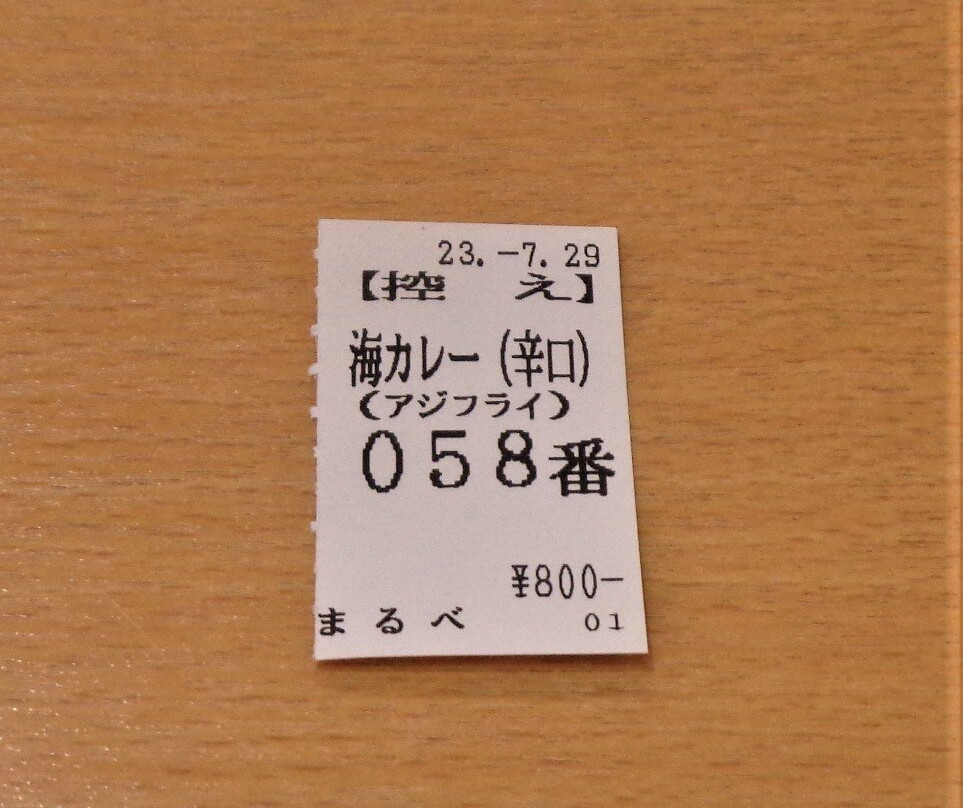 23.-7.29
【控　え】
海カレー(辛口)
(アジフライ)
058番
¥800-
まるべ 01